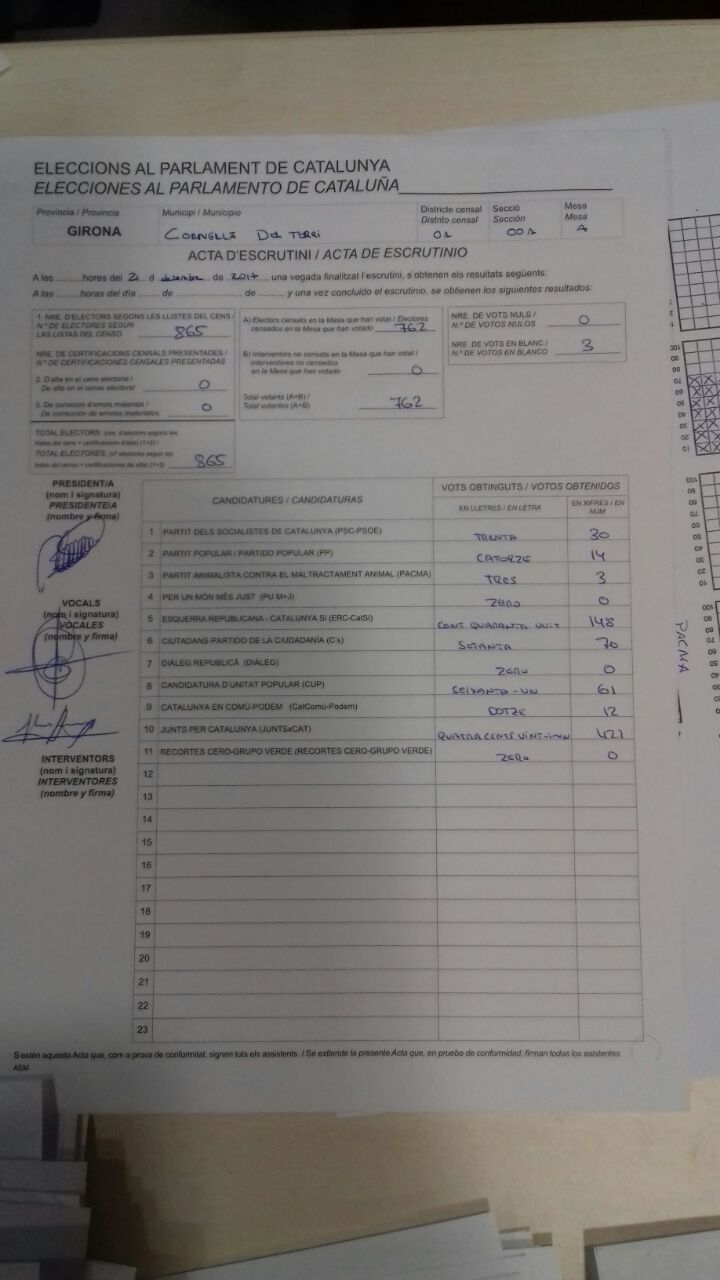 ELECCIONS AL PARLAMENT DE CATALUNYA
ELECCIONES AL PARLAMENTO DE CATALUÑA
Provincia / Provincia Municipi / Municipio Districte censal Secció Mesa
Distrito censal Sección Mesa
GIRONA CORNELLÀ DEL TERRI 01 001 A
ACTA D'ESCRUTINI / ACTA DE ESCRUTINIO
A les hores del 21 d desembre de 2017, una vegada finalitzat l'escrutini, s'obtenen els resultats següents:
A las hores del día de de , y una vez concluido el escrutinio, se obtienen los siguientes resultados:
1. NRE. D'ELECTORS SEGONS LES LLISTES DEL CENS /
N.º DE ELECTORES SEGÚN
LAS LISTAS DEL CENSO 865
NRE. DE CERTIFICACIONS CENSALS PRESENTADES /
N.º DE CERTIFICACIONES CENSALES PRESENTADAS
2. D'alta en el cens electoral /
De alta en el censo electoral: 0
3. De correcció d'errors materials /
De corrección de errores materiales: 0
TOTAL ELECTORS: (nre. d'electors segons les
llistes del cens + certificacions d'alta) (1+2) /
TOTAL ELECTORES: (nº electores según las
listas del censo + certificaciones de alta) (1+2) 865
A) Electors censats en la Mesa que han votat / Electores
censados en la Mesa que han votado 762
B) Interventors no censats en la Mesa que han votat /
Interventores no censados
en la Mesa que han votado 0
Total votants (A+B) /
Total votantes (A+B) 762
NRE. DE VOTS NULS /
N.º DE VOTOS NULOS 0
NRE. DE VOTS EN BLANC /
N.º DE VOTOS EN BLANCO 3
PRESIDENT/A
(nom i signatura)
PRESIDENTE/A
(nombre y firma)
VOCALS
(nom i signatura)
VOCALES
(nombre y firma)
INTERVENTORS
(nom i signatura)
INTERVENTORES
(nombre y firma)
CANDIDATURES / CANDIDATURAS VOTS OBTINGUTS / VOTOS OBTENIDOS
EN LLETRES / EN LETRA EN XIFRES / EN NÚM
1 PARTIT DELS SOCIALISTES DE CATALUNYA (PSC-PSOE) TRENTA 30
2 PARTIT POPULAR / PARTIDO POPULAR (PP) CATORZE 14
3 PARTIT ANIMALISTA CONTRA EL MALTRACTAMENT ANIMAL (PACMA) TRES 3
4 PER UN MÓN MÉS JUST (PU M+J) ZERO 0
5 ESQUERRA REPUBLICANA - CATALUNYA SÍ (ERC-CatSí) CENT QUARANTA VUIT 148
6 CIUTADANS-PARTIDO DE LA CIUDADANÍA (C's) SETANTA 70
7 DIÀLEG REPUBLICÀ (DIÀLEG) ZERO 0
8 CANDIDATURA D'UNITAT POPULAR (CUP) SEIXANTA-UN 61
9 CATALUNYA EN COMÚ-PODEM (CatComú-Podem) DOTZE 12
10 JUNTS PER CATALUNYA (JUNTSxCAT) QUATRACENTS VINT-I-UN 421
11 RECORTES CERO-GRUPO VERDE (RECORTES CERO-GRUPO VERDE) ZERO 0
12
13
14
15
16
17
18
19
20
21
22
23
S'estén aquesta Acta que, com a prova de conformitat, signen tots els assistents. / Se extiende la presente Acta que, en prueba de conformidad, firman todos los asistentes.
AEM
PACMA